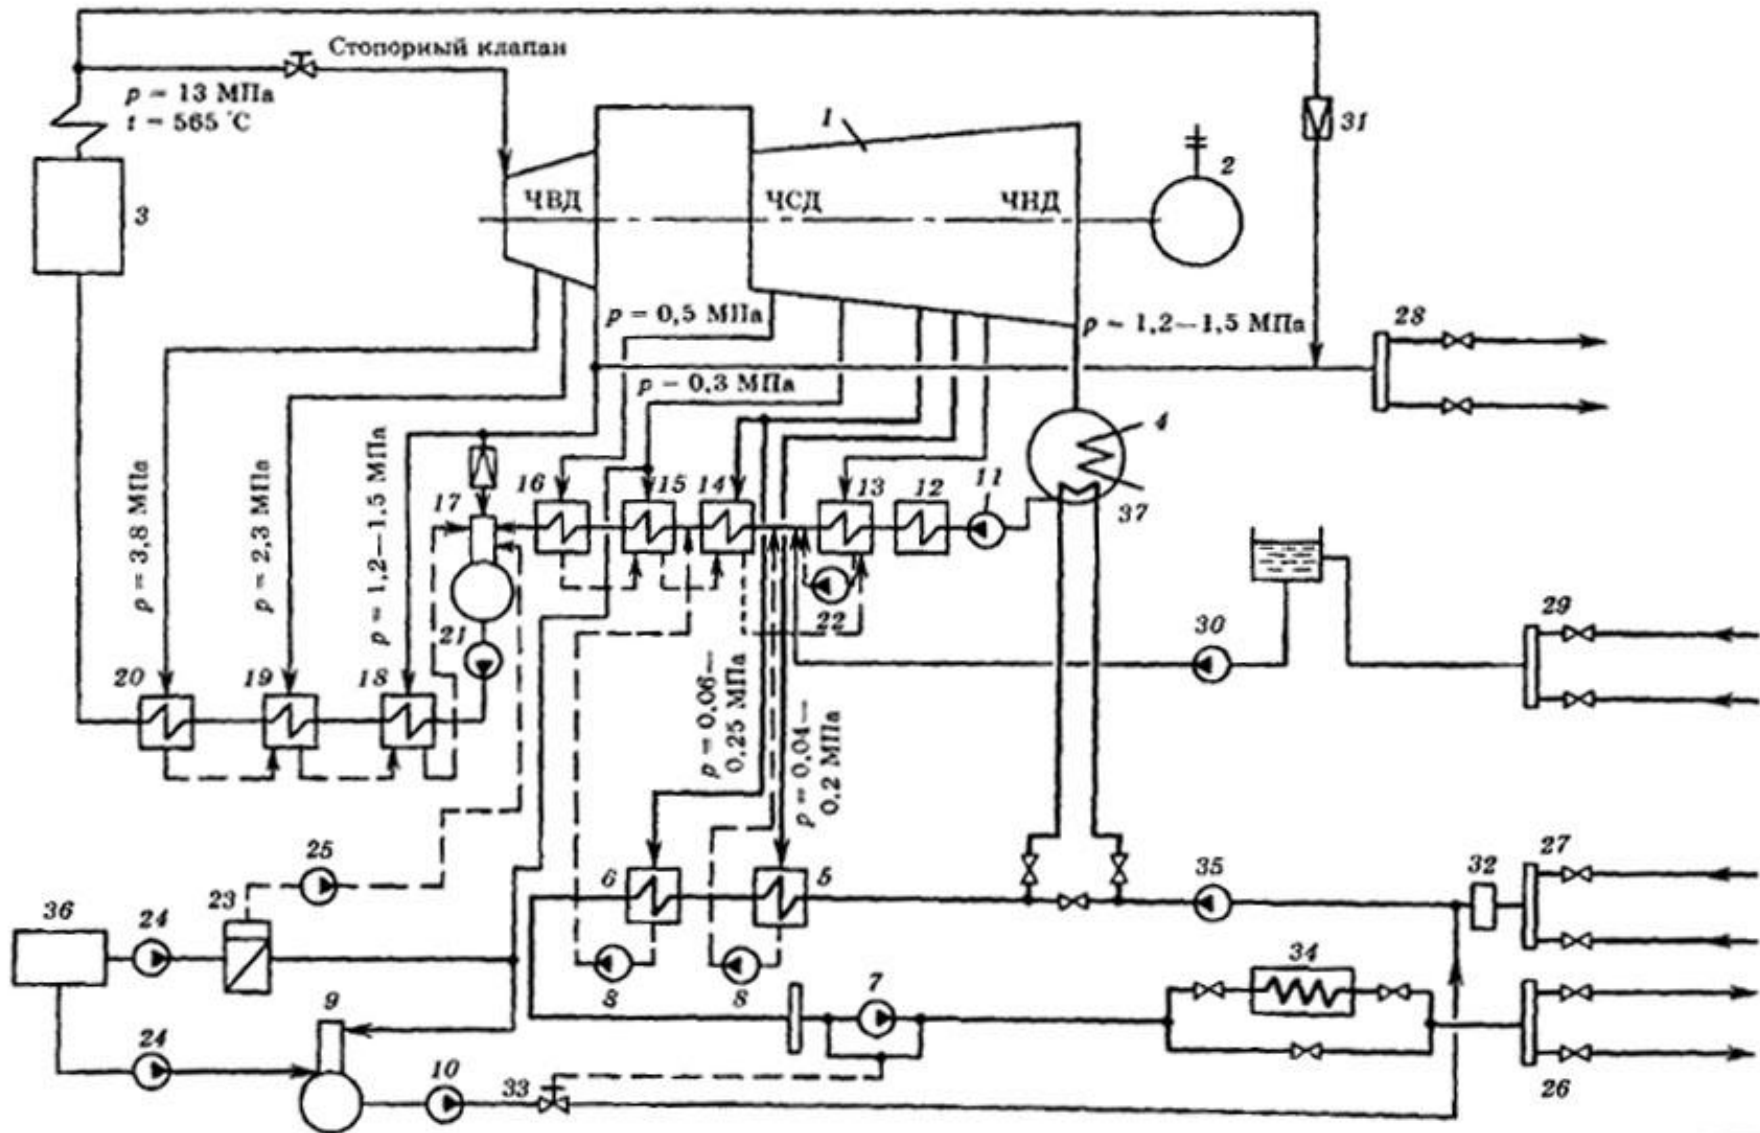 Стопорный клапан
p = 13 МПа
t = 565 °С
31
1
2
3
ЧВД
ЧСД
ЧНД
p = 0,5 МПа
p = 1,2—1,5 МПа
28
p = 0,3 МПа
4
p = 3,8 МПа
p = 2,3 МПа
p = 1,2—1,5 МПа
17
16
15
14
13
12
11
37
22
21
30
29
20
19
18
p = 0,06—
0,25 МПа
p = 0,04—
0,2 МПа
25
6
5
35
32
27
36
24
23
8
8
7
34
9
24
10
33
26